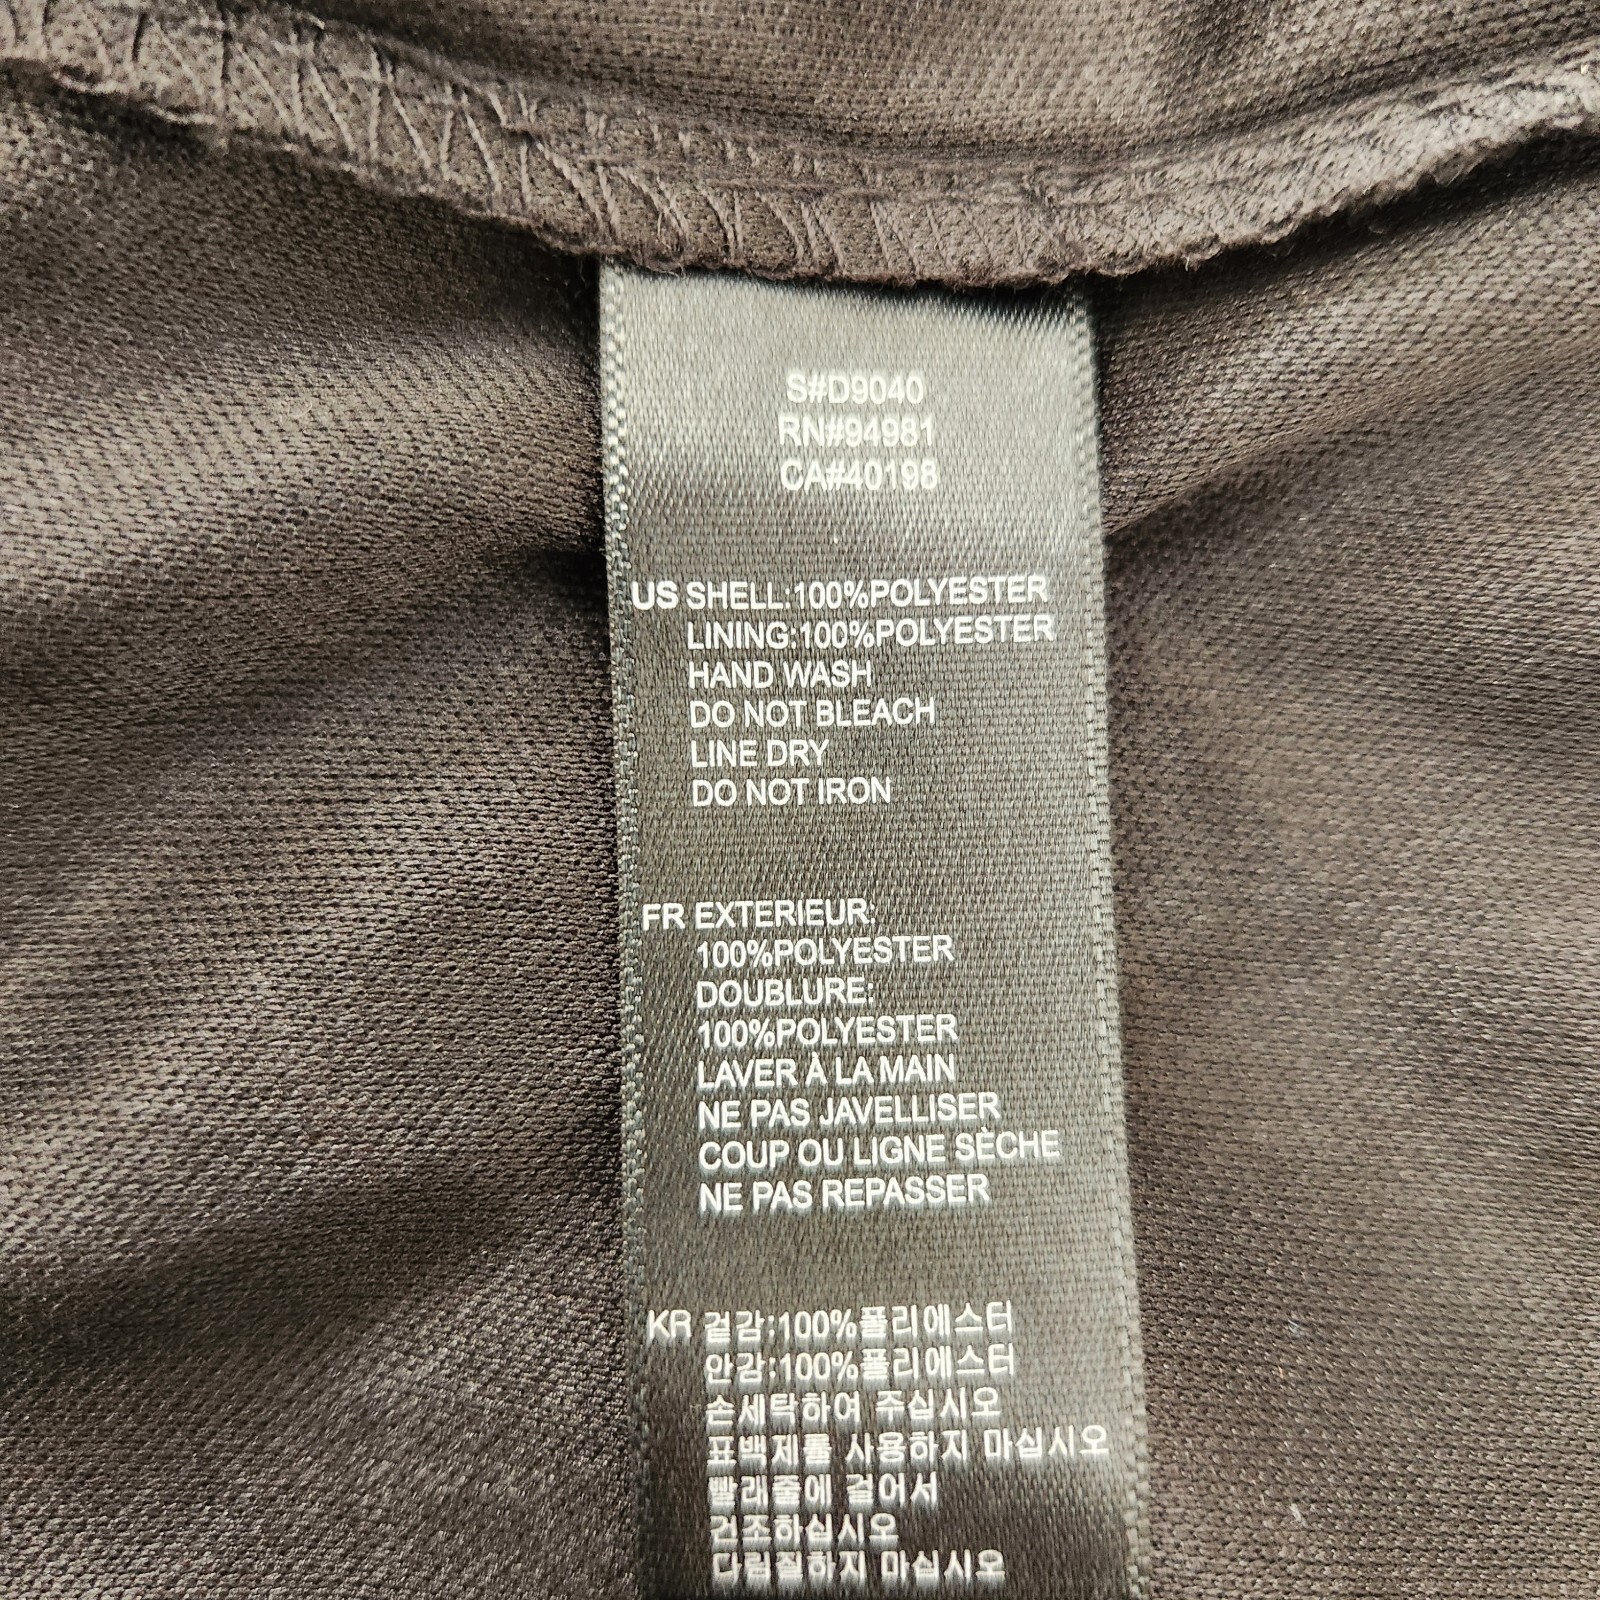 S#D9040
RN#94981
CA#40198
US SHELL:100%POLYESTER
LINING:100%POLYESTER
HAND WASH
DO NOT BLEACH
LINE DRY
DO NOT IRON
FR EXTERIEUR:
100%POLYESTER
DOUBLURE:
100%POLYESTER
LAVER À LA MAIN
NE PAS JAVELLISER
COUP OU LIGNE SÈCHE
NE PAS REPASSER
KR 겉감:100%폴리에스터
안감:100%폴리에스터
손세탁하여 주십시오
표백제를 사용하지 마십시오
빨래줄에 걸어서
건조하십시오
다림질하지 마십시오